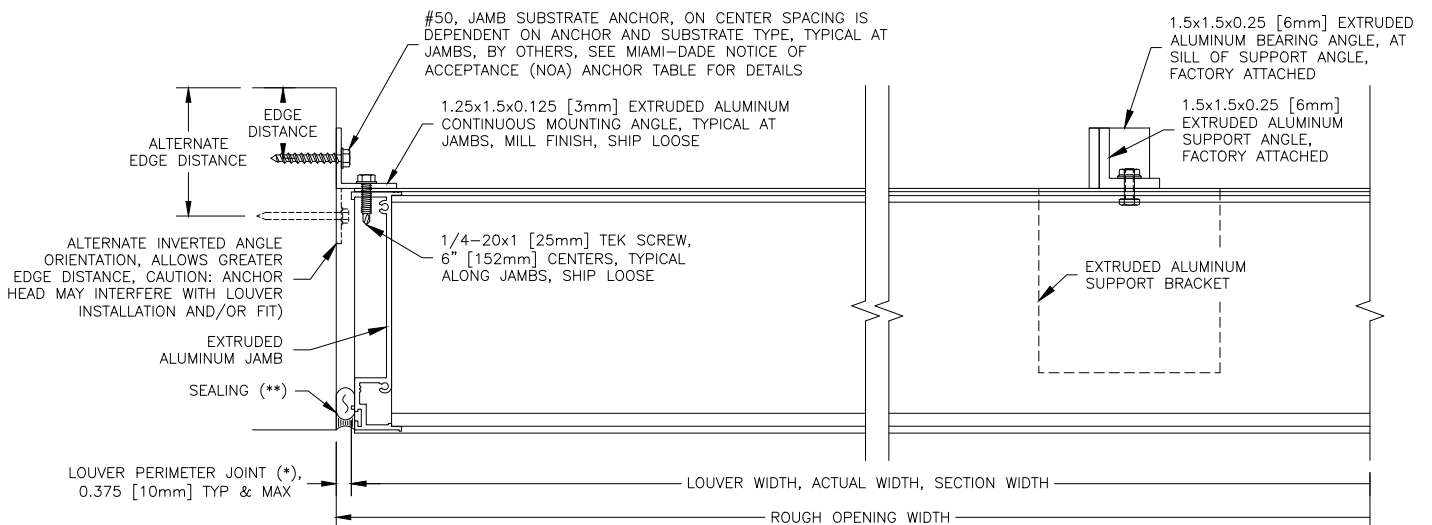 #50, JAMB SUBSTRATE ANCHOR, ON CENTER SPACING IS
DEPENDENT ON ANCHOR AND SUBSTRATE TYPE, TYPICAL AT
JAMBS, BY OTHERS, SEE MIAMI-DADE NOTICE OF
ACCEPTANCE (NOA) ANCHOR TABLE FOR DETAILS
1.5x1.5x0.25 [6mm] EXTRUDED
ALUMINUM BEARING ANGLE, AT
SILL OF SUPPORT ANGLE,
FACTORY ATTACHED
1.5x1.5x0.25 [6mm]
EXTRUDED ALUMINUM
SUPPORT ANGLE,
FACTORY ATTACHED
1.25x1.5x0.125 [3mm] EXTRUDED ALUMINUM
CONTINUOUS MOUNTING ANGLE, TYPICAL AT
JAMBS, MILL FINISH, SHIP LOOSE
EDGE
DISTANCE
ALTERNATE
EDGE DISTANCE
ALTERNATE INVERTED ANGLE
ORIENTATION, ALLOWS GREATER
EDGE DISTANCE, CAUTION: ANCHOR
HEAD MAY INTERFERE WITH LOUVER
INSTALLATION AND/OR FIT)
1/4-20x1 [25mm] TEK SCREW,
6" [152mm] CENTERS, TYPICAL
ALONG JAMBS, SHIP LOOSE
EXTRUDED ALUMINUM
SUPPORT BRACKET
EXTRUDED
ALUMINUM JAMB
SEALING (**)
LOUVER PERIMETER JOINT (*),
0.375 [10mm] TYP & MAX
LOUVER WIDTH, ACTUAL WIDTH, SECTION WIDTH
ROUGH OPENING WIDTH